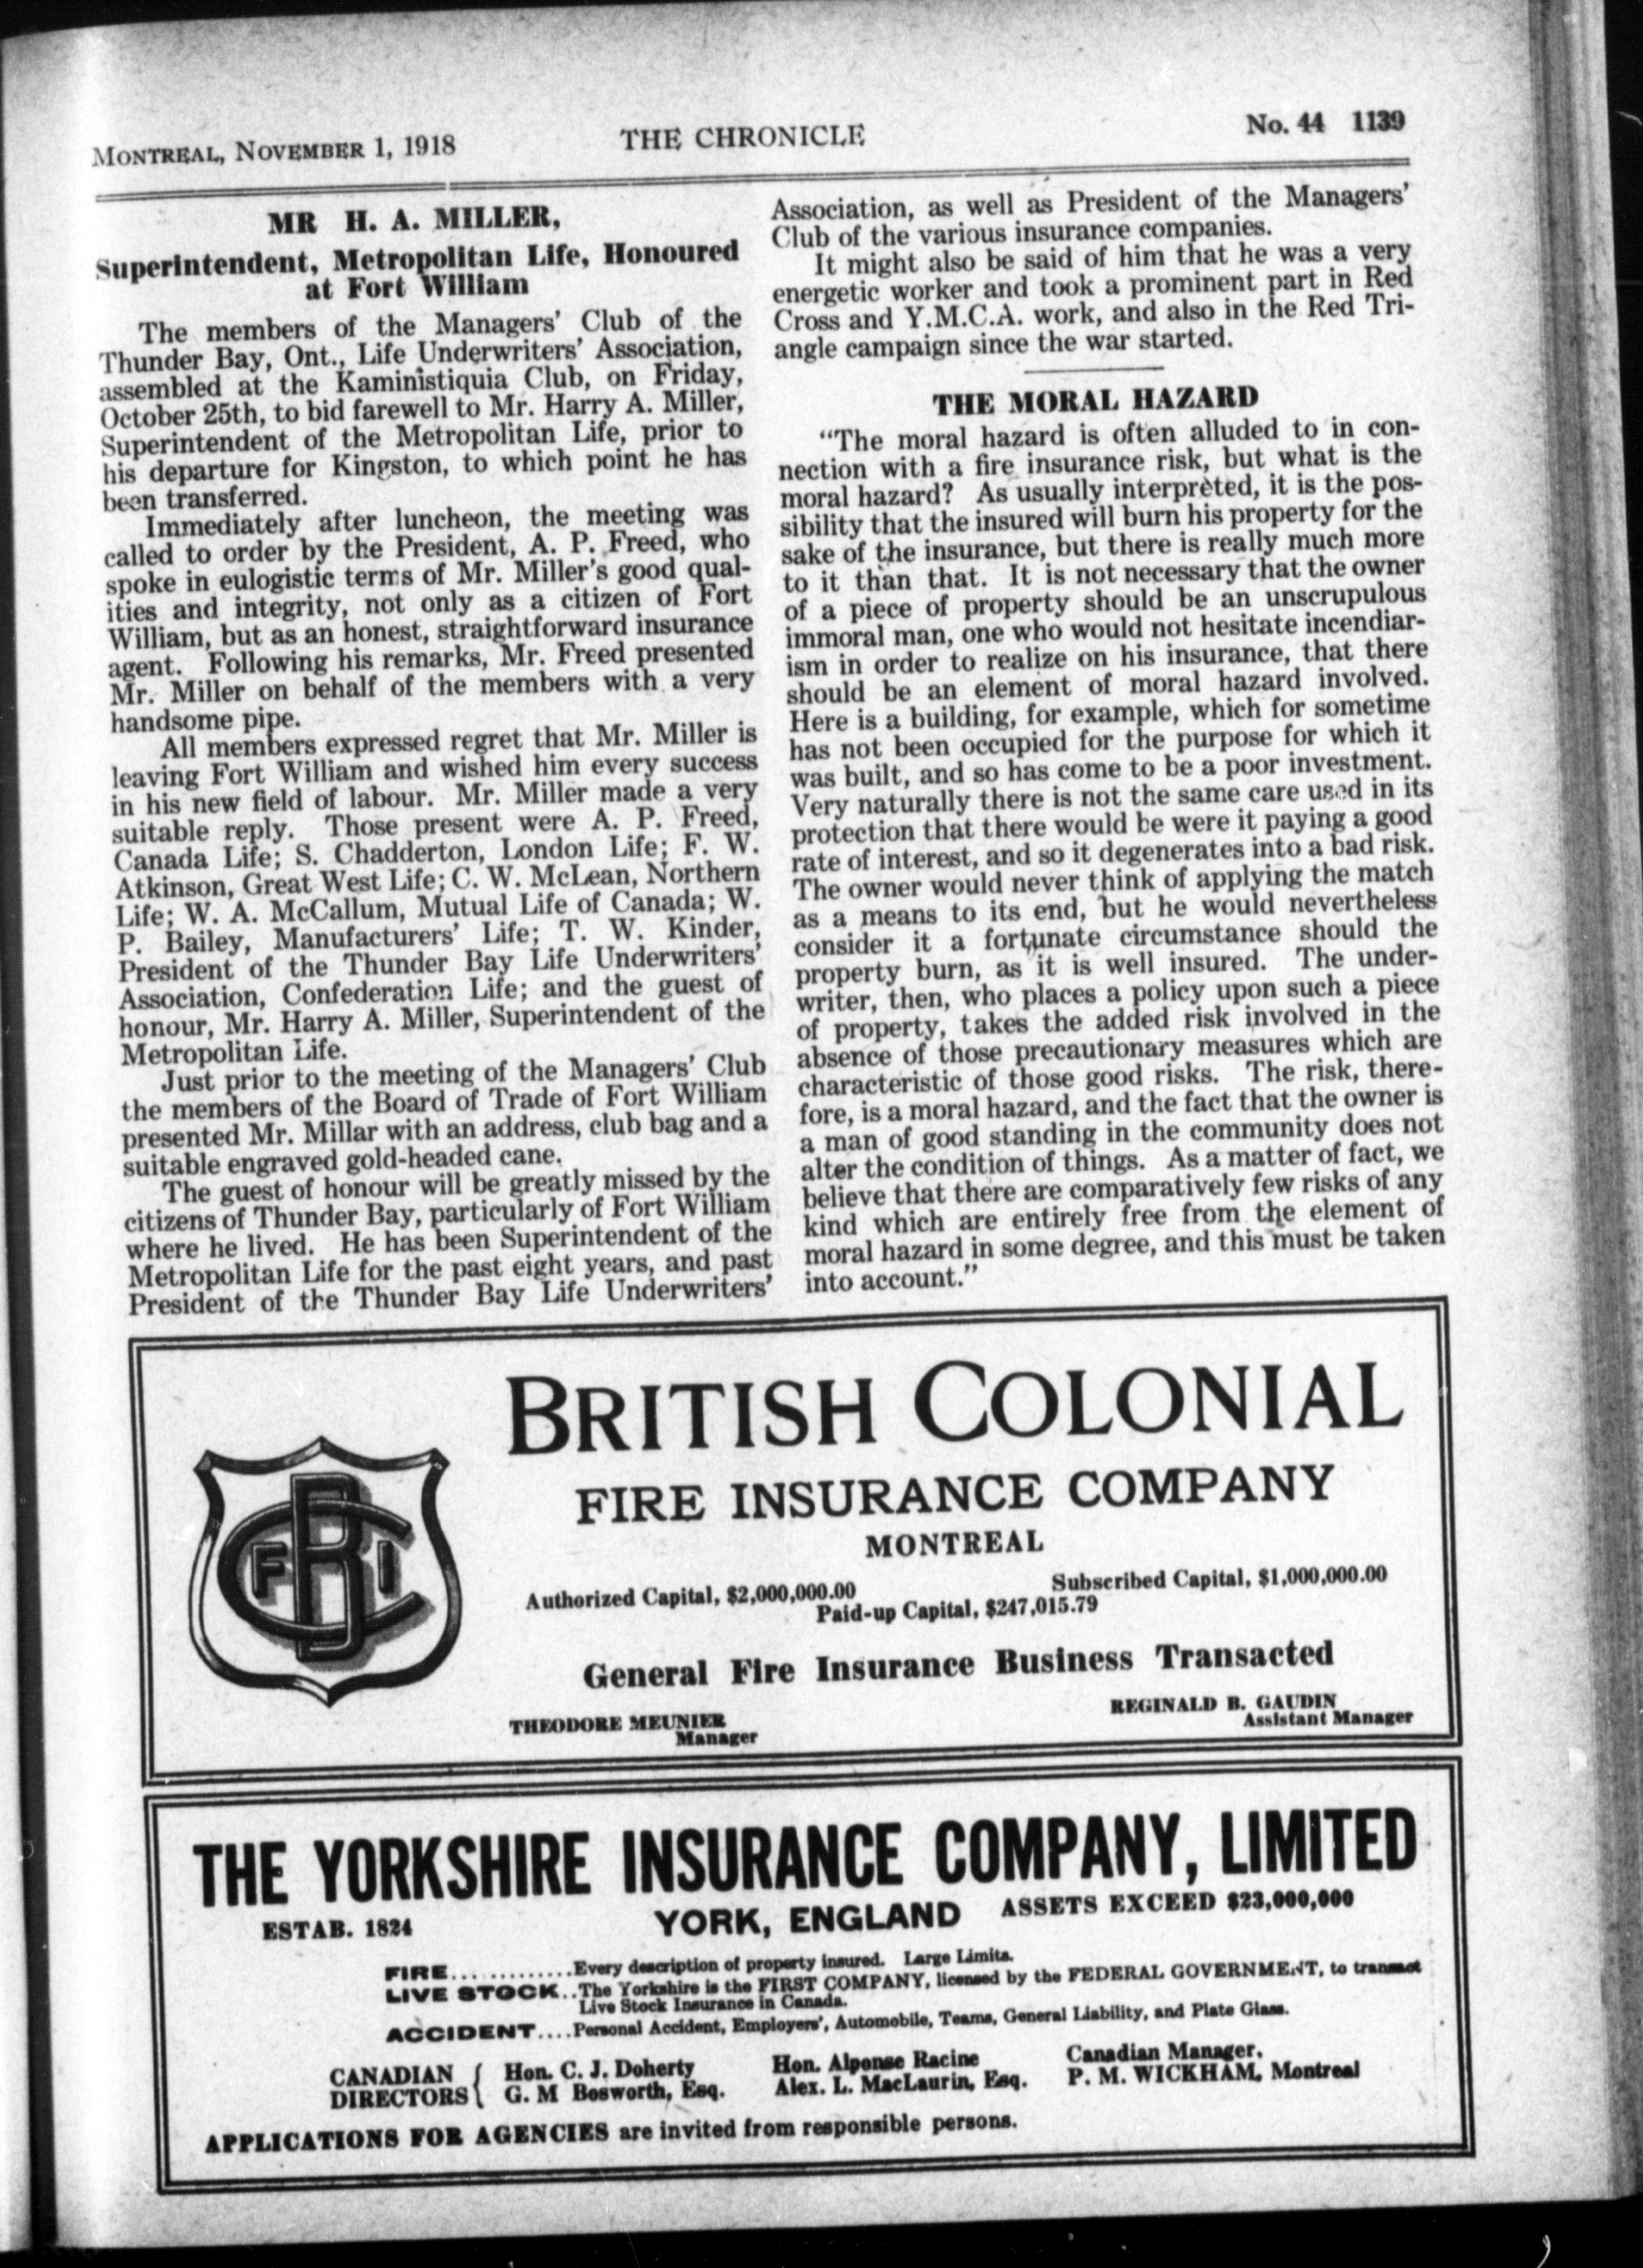 MONTREAL, NOVEMBER 1, 1918 THE CHRONICLE No. 44 1139
MR H. A. MILLER,
Superintendent, Metropolitan Life, Honoured
at Fort William
The members of the Managers' Club of the
Thunder Bay, Ont., Life Underwriters' Association,
assembled at the Kaministiquia Club, on Friday,
October 25th, to bid farewell to Mr. Harry A. Miller,
Superintendent of the Metropolitan Life, prior to
his departure for Kingston, to which point he has
been transferred.
Immediately after luncheon, the meeting was
called to order by the President, A. P. Freed, who
spoke in eulogistic terms of Mr. Miller's good qual-
ities and integrity, not only as a citizen of Fort
William, but as an honest, straightforward insurance
agent. Following his remarks, Mr. Freed presented
Mr. Miller on behalf of the members with a very
handsome pipe.
All members expressed regret that Mr. Miller is
leaving Fort William and wished him every success
in his new field of labour. Mr. Miller made a very
suitable reply. Those present were A. P. Freed,
Canada Life; S. Chadderton, London Life; F. W.
Atkinson, Great West Life; C. W. McLean, Northern
Life; W. A. McCallum, Mutual Life of Canada; W.
P. Bailey, Manufacturers' Life; T. W. Kinder,
President of the Thunder Bay Life Underwriters'
Association, Confederation Life; and the guest of
honour, Mr. Harry A. Miller, Superintendent of the
Metropolitan Life.
Just prior to the meeting of the Managers' Club
the members of the Board of Trade of Fort William
presented Mr. Millar with an address, club bag and a
suitable engraved gold-headed cane.
The guest of honour will be greatly missed by the
citizens of Thunder Bay, particularly of Fort William
where he lived. He has been Superintendent of the
Metropolitan Life for the past eight years, and past
President of the Thunder Bay Life Underwriters'
Association, as well as President of the Managers'
Club of the various insurance companies.
It might also be said of him that he was a very
energetic worker and took a prominent part in Red
Cross and Y.M.C.A. work, and also in the Red Tri-
angle campaign since the war started.
THE MORAL HAZARD
"The moral hazard is often alluded to in con-
nection with a fire insurance risk, but what is the
moral hazard? As usually interpreted, it is the pos-
sibility that the insured will burn his property for the
sake of the insurance, but there is really much more
to it than that. It is not necessary that the owner
of a piece of property should be an unscrupulous
immoral man, one who would not hesitate incendiar-
ism in order to realize on his insurance, that there
should be an element of moral hazard involved.
Here is a building, for example, which for sometime
has not been occupied for the purpose for which it
was built, and so has come to be a poor investment.
Very naturally there is not the same care used in its
protection that there would be were it paying a good
rate of interest, and so it degenerates into a bad risk.
The owner would never think of applying the match
as a means to its end, but he would nevertheless
consider it a fortunate circumstance should the
property burn, as it is well insured. The under-
writer, then, who places a policy upon such a piece
of property, takes the added risk involved in the
absence of those precautionary measures which are
characteristic of those good risks. The risk, there-
fore, is a moral hazard, and the fact that the owner is
a man of good standing in the community does not
alter the condition of things. As a matter of fact, we
believe that there are comparatively few risks of any
kind which are entirely free from the element of
moral hazard in some degree, and this must be taken
into account."
BRITISH COLONIAL
FIRE INSURANCE COMPANY
MONTREAL
B C F I
Authorized Capital, $2,000,000.00 Subscribed Capital, $1,000,000.00
Paid-up Capital, $247,015.79
General Fire Insurance Business Transacted
THEODORE MEUNIER REGINALD B. GAUDIN
Manager Assistant Manager
THE YORKSHIRE INSURANCE COMPANY, LIMITED
ESTAB. 1824 YORK, ENGLAND ASSETS EXCEED $23,000,000
FIRE.............Every description of property insured. Large Limits.
LIVE STOCK..The Yorkshire is the FIRST COMPANY, licensed by the FEDERAL GOVERNMENT, to transact
Live Stock Insurance in Canada.
ACCIDENT....Personal Accident, Employers', Automobile, Teams, General Liability, and Plate Glass.
CANADIAN { Hon. C. J. Doherty Hon. Alponse Racine Canadian Manager,
DIRECTORS { G. M Bosworth, Esq. Alex. L. MacLaurin, Esq. P. M. WICKHAM, Montreal
APPLICATIONS FOR AGENCIES are invited from responsible persons.